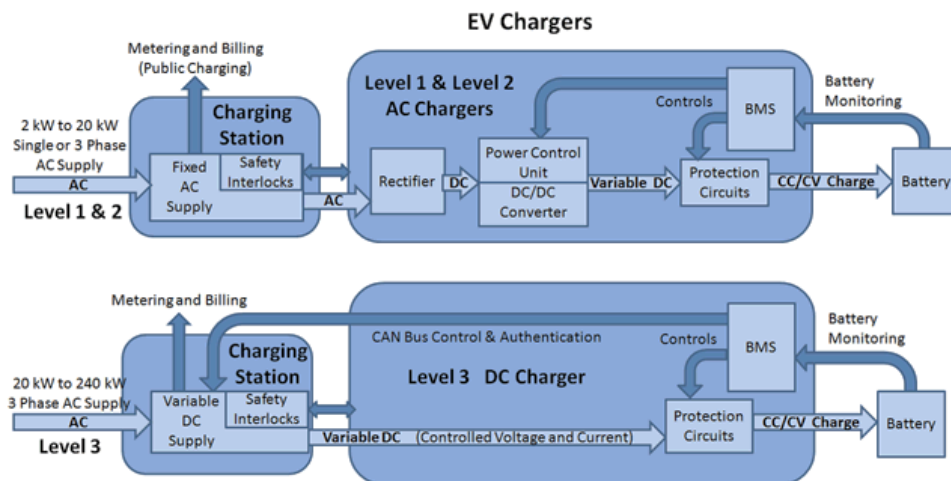 EV Chargers
Metering and Billing
(Public Charging)
2 kW to 20 kW
Single or 3 Phase
AC Supply
AC
Level 1 & 2
Charging
Station
Fixed
AC
Supply
Safety
Interlocks
AC
Level 1 & Level 2
AC Chargers
Rectifier
DC
Power Control
Unit
DC/DC
Converter
Variable DC
Controls
BMS
Protection
Circuits
CC/CV Charge
Battery
Monitoring
Battery
Metering and Billing
20 kW to 240 kW
3 Phase AC Supply
AC
Level 3
Charging
Station
Variable
DC
Supply
Safety
Interlocks
CAN Bus Control & Authentication
Level 3 DC Charger
Variable DC (Controlled Voltage and Current)
Controls
BMS
Protection
Circuits
CC/CV Charge
Battery
Monitoring
Battery